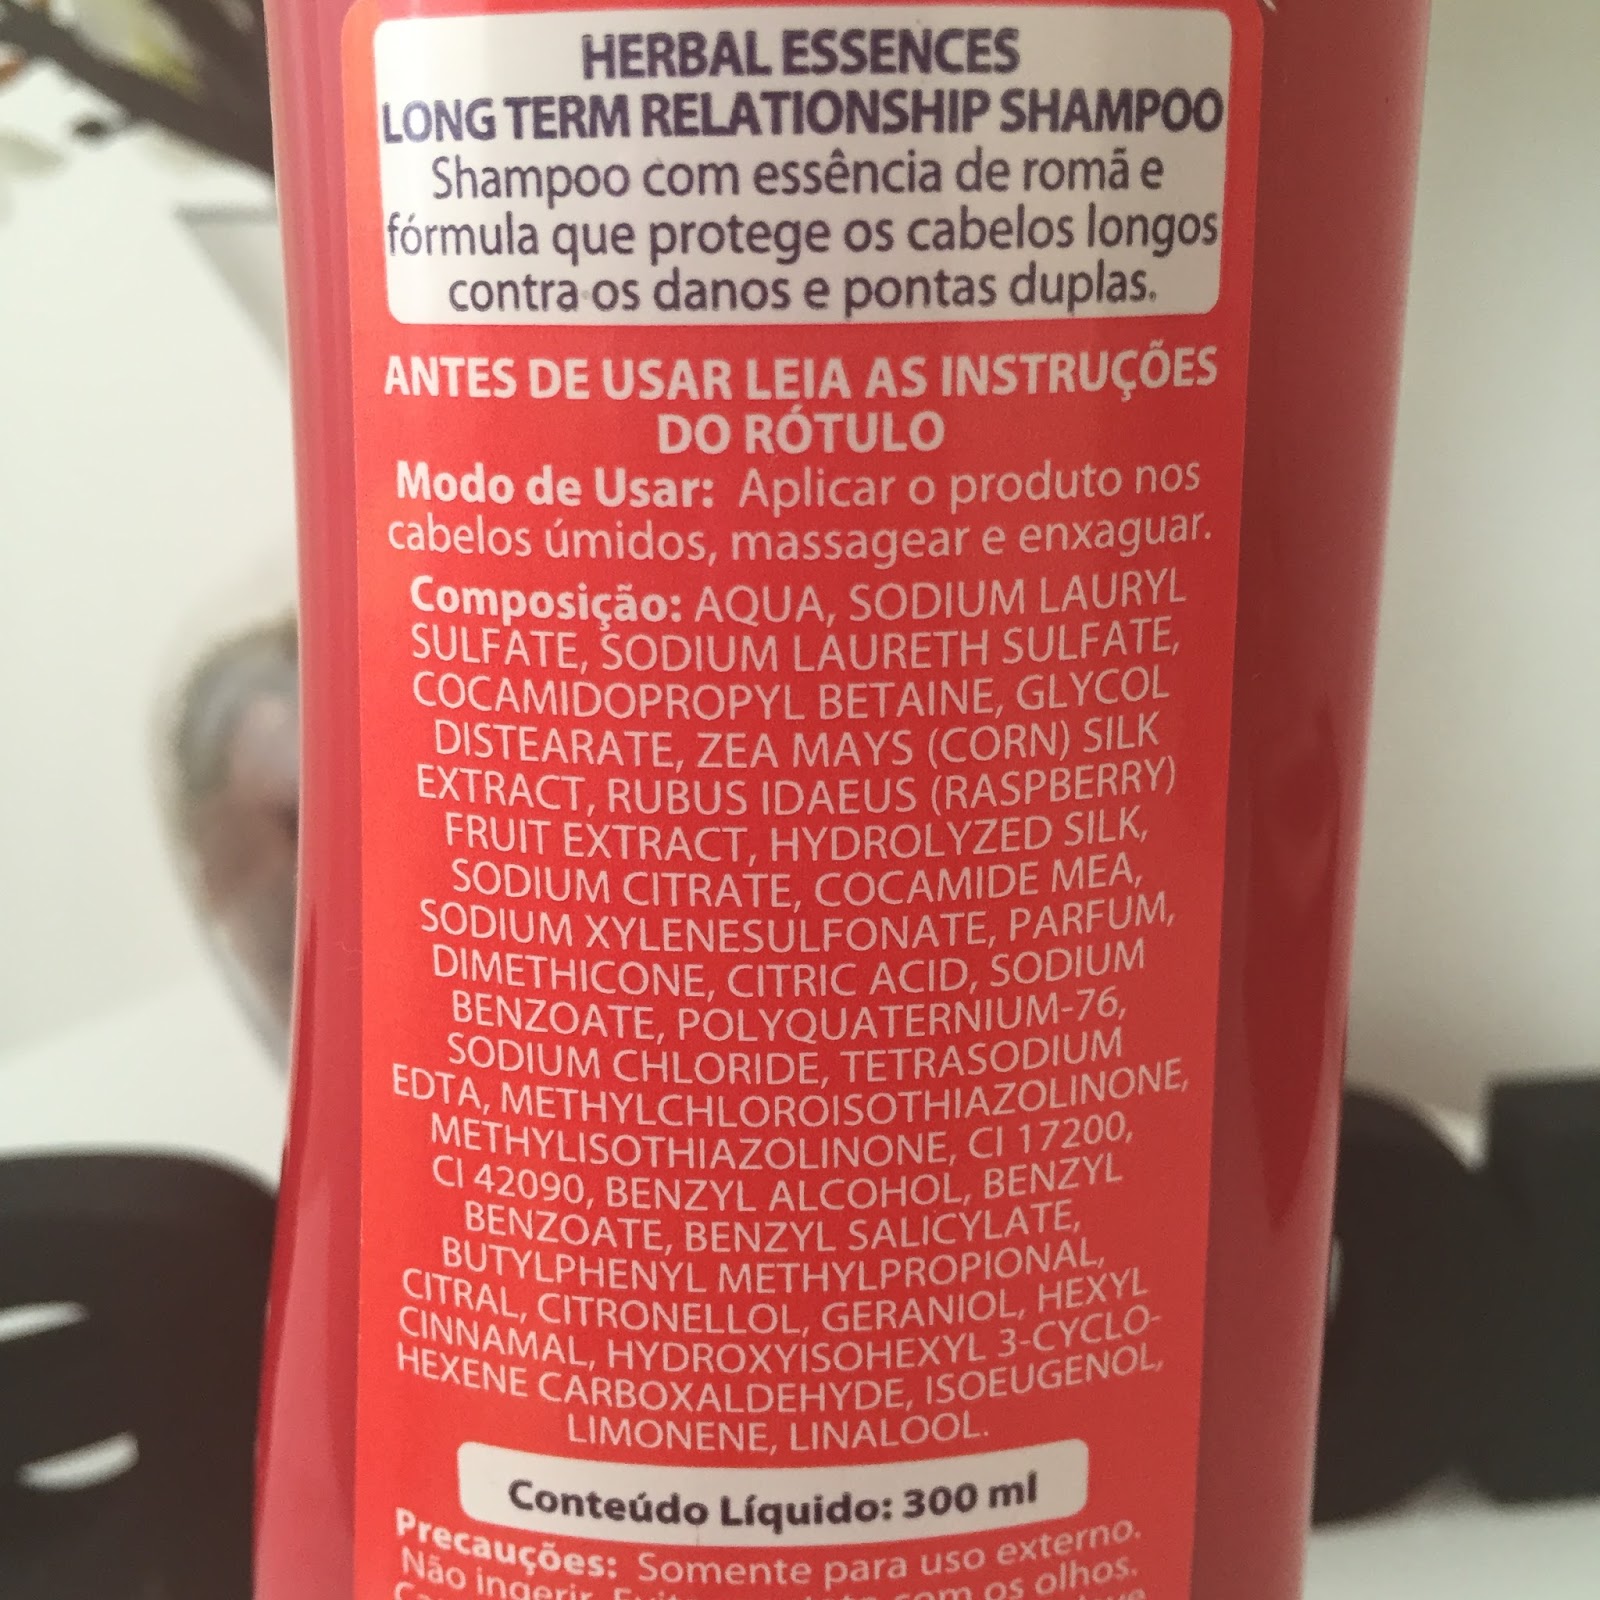 HERBAL ESSENCES
LONG TERM RELATIONSHIP SHAMPOO
Shampoo com essência de romã e
fórmula que protege os cabelos longos
contra os danos e pontas duplas.
ANTES DE USAR LEIA AS INSTRUÇÕES
DO RÓTULO
Modo de Usar: Aplicar o produto nos
cabelos úmidos, massagear e enxaguar.
Composição: AQUA, SODIUM LAURYL
SULFATE, SODIUM LAURETH SULFATE,
COCAMIDOPROPYL BETAINE, GLYCOL
DISTEARATE, ZEA MAYS (CORN) SILK
EXTRACT, RUBUS IDAEUS (RASPBERRY)
FRUIT EXTRACT, HYDROLYZED SILK,
SODIUM CITRATE, COCAMIDE MEA,
SODIUM XYLENESULFONATE, PARFUM,
DIMETHICONE, CITRIC ACID, SODIUM
BENZOATE, POLYQUATERNIUM-76,
SODIUM CHLORIDE, TETRASODIUM
EDTA, METHYLCHLOROISOTHIAZOLINONE,
METHYLISOTHIAZOLINONE, CI 17200,
CI 42090, BENZYL ALCOHOL, BENZYL
BENZOATE, BENZYL SALICYLATE,
BUTYLPHENYL METHYLPROPIONAL,
CITRAL, CITRONELLOL, GERANIOL, HEXYL
CINNAMAL, HYDROXYISOHEXYL 3-CYCLO-
HEXENE CARBOXALDEHYDE, ISOEUGENOL,
LIMONENE, LINALOOL.
Conteúdo Líquido: 300 ml
Precauções: Somente para uso externo.
Não ingerir. com os olhos.